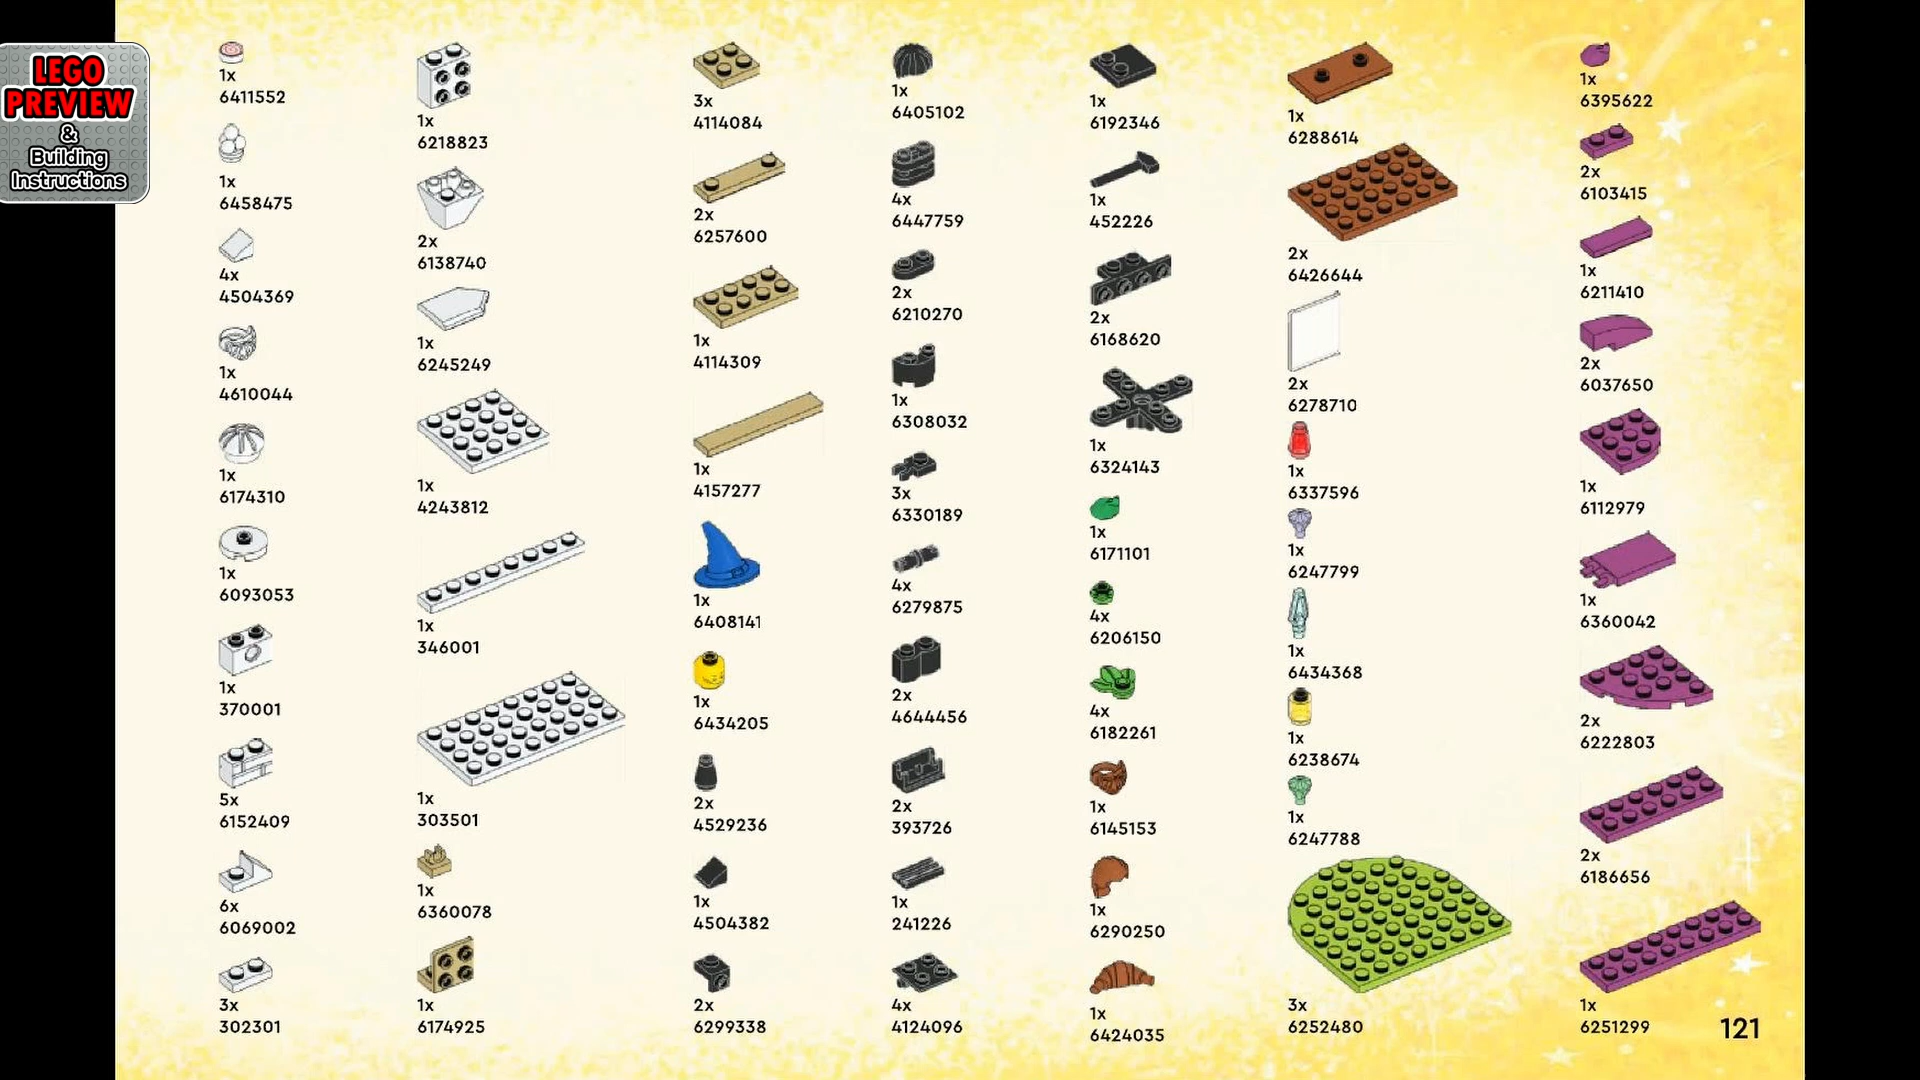 LEGO
PREVIEW
&
Building
Instructions
1x
6411552
1x
6458475
4x
4504369
1x
4610044
1x
6174310
1x
6093053
1x
370001
5x
6152409
6x
6069002
3x
302301
1x
6218823
2x
6138740
1x
6245249
1x
4243812
1x
346001
1x
303501
1x
6360078
1x
6174925
3x
4114084
2x
6257600
1x
4114309
1x
4157277
1x
6408141
1x
6434205
2x
4529236
1x
4504382
2x
6299338
1x
6405102
4x
6447759
2x
6210270
1x
6308032
3x
6330189
4x
6279875
2x
4644456
2x
393726
1x
241226
4x
4124096
1x
6192346
1x
452226
2x
6168620
1x
6324143
1x
6171101
4x
6206150
4x
6182261
1x
6145153
1x
6290250
1x
6424035
1x
6288614
2x
6426644
2x
6278710
1x
6337596
1x
6247799
1x
6434368
1x
6238674
1x
6247788
3x
6252480
1x
6395622
2x
6103415
1x
6211410
2x
6037650
1x
6112979
1x
6360042
2x
6222803
2x
6186656
1x
6251299
121